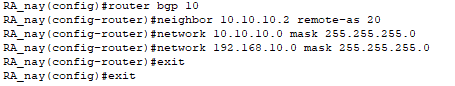 RA_nay(config)#router bgp 10
RA_nay(config-router)#neighbor 10.10.10.2 remote-as 20
RA_nay(config-router)#network 10.10.10.0 mask 255.255.255.0
RA_nay(config-router)#network 192.168.10.0 mask 255.255.255.0
RA_nay(config-router)#exit
RA_nay(config)#exit